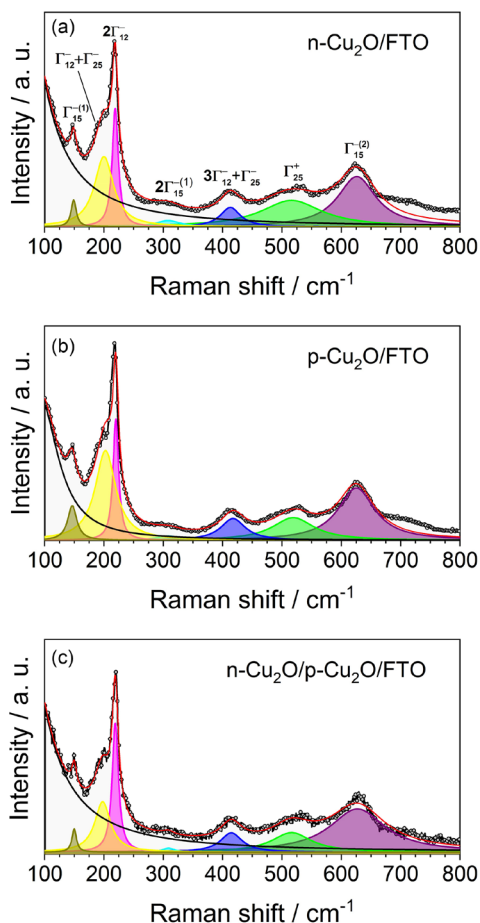 (a)
n-Cu₂O/FTO
2Γ₁₂⁻
Γ₁₂⁻+Γ₂₅⁻
Γ₁₅⁻⁽¹⁾
2Γ₁₅⁻⁽¹⁾
3Γ₁₂⁻+Γ₂₅⁻
Γ₂₅⁺
Γ₁₅⁻⁽²⁾
Intensity / a. u.
100 200 300 400 500 600 700 800
Raman shift / cm⁻¹
(b)
p-Cu₂O/FTO
Intensity / a. u.
100 200 300 400 500 600 700 800
Raman shift / cm⁻¹
(c)
n-Cu₂O/p-Cu₂O/FTO
Intensity / a. u.
100 200 300 400 500 600 700 800
Raman shift / cm⁻¹